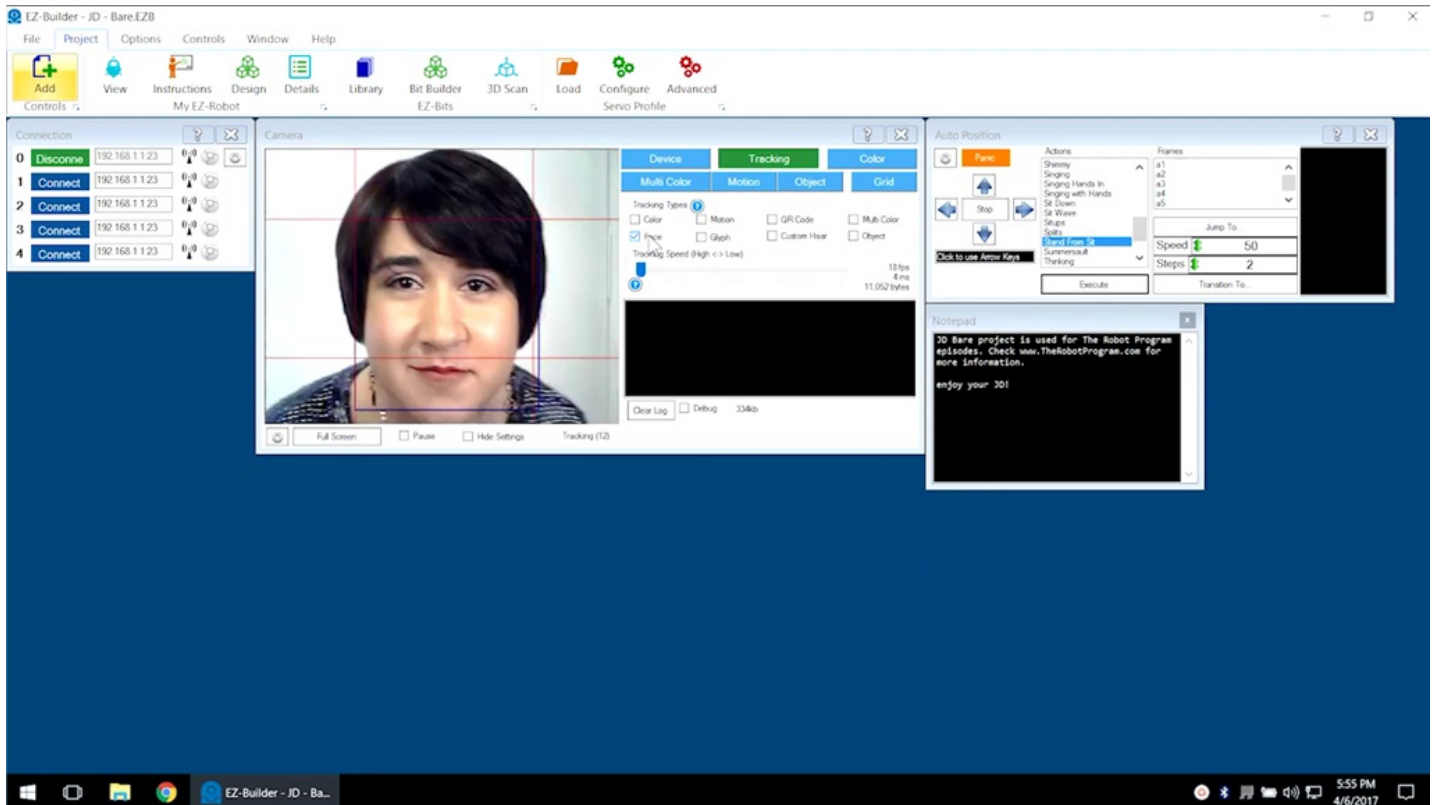 EZ-Builder - JD - Bare.EZB
File Project Options Controls Window Help
Add View Instructions Design Details Library Bit Builder 3D Scan Load Configure Advanced
Controls My EZ-Robot EZ-Bits Servo Profile
Connection
0 Disconne 192.168.1.1:23
1 Connect 192.168.1.1:23
2 Connect 192.168.1.1:23
3 Connect 192.168.1.1:23
4 Connect 192.168.1.1:23
Camera
Device Tracking Color
Multi Color Motion Object Grid
Tracking Types
Color Motion QR Code Multi Color
Face Glyph Custom Haar Object
Tracking Speed (High <-> Low)
18 fps
4 ms
11,052 bytes
Clear Log Debug 334kb
Full Screen Pause Hide Settings Tracking (12)
Auto Position
Panic
Stop
Click to use Arrow Keys
Actions
Shimmy
Singing
Singing Hands In
Singing with Hands
Sit Down
Sit Wave
Situps
Splits
Stand From Sit
Summersault
Thinking
Execute
Frames
a1
a2
a3
a4
a5
Jump To
Speed 50
Steps 2
Transition To...
Notepad
JD Bare project is used for The Robot Program
episodes. Check www.TheRobotProgram.com for
more information.
enjoy your JD!
EZ-Builder - JD - Ba...
5:55 PM
4/6/2017